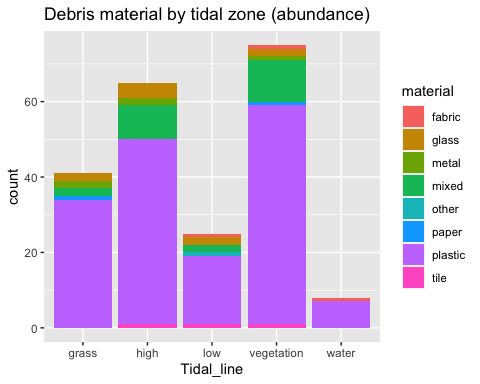 Debris material by tidal zone (abundance)
count
60
40
20
0
grass high low vegetation water
Tidal_line
material
fabric
glass
metal
mixed
other
paper
plastic
tile